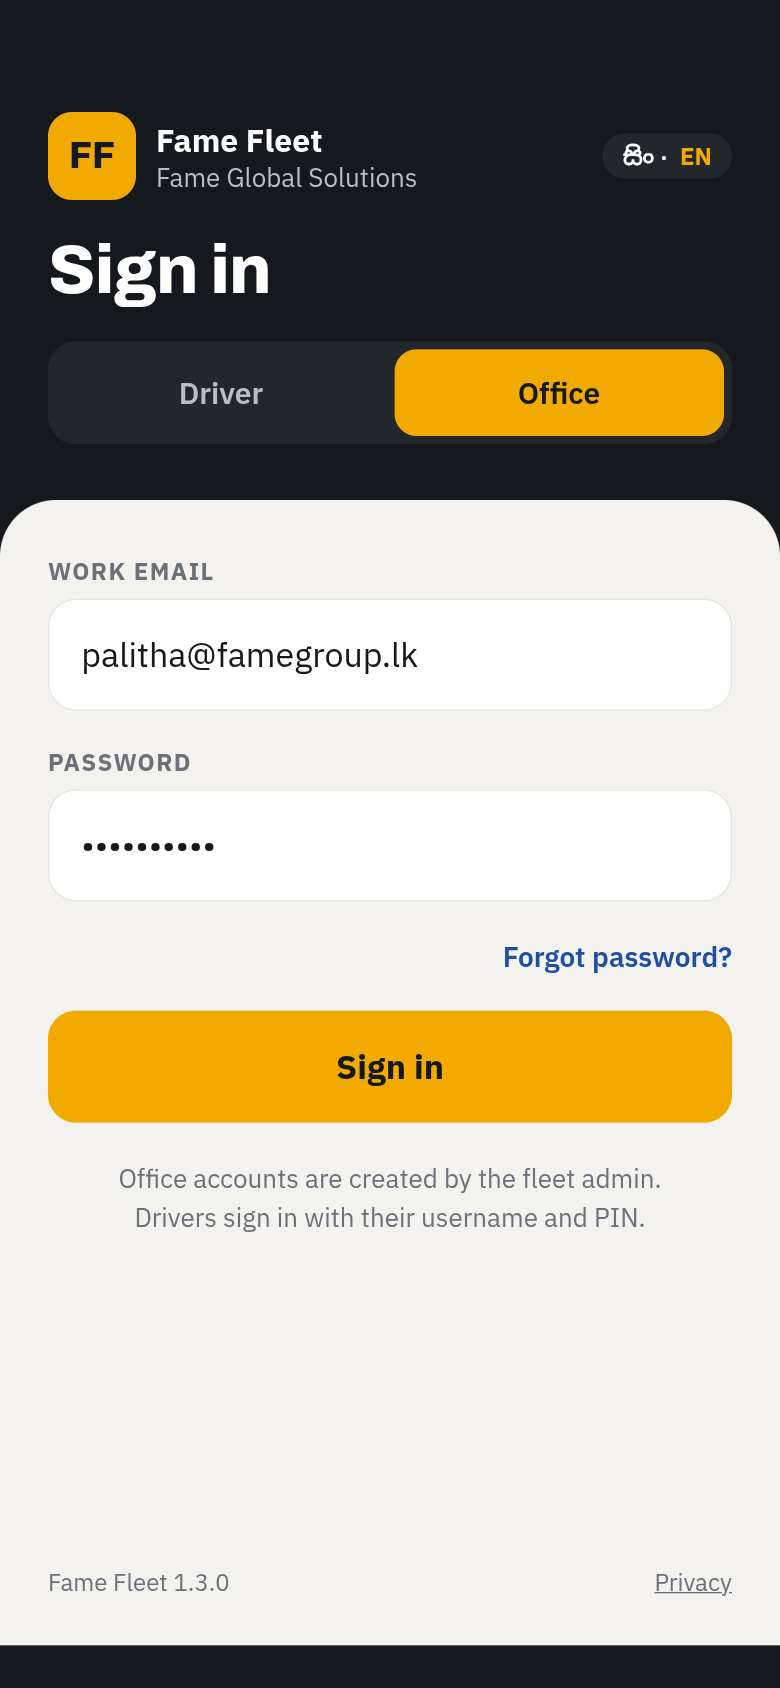 FF
Fame Fleet
Fame Global Solutions
සිං · EN
Sign in
Driver
Office
WORK EMAIL
palitha@famegroup.lk
PASSWORD
••••••••••
Forgot password?
Sign in
Office accounts are created by the fleet admin.
Drivers sign in with their username and PIN.
Fame Fleet 1.3.0
Privacy